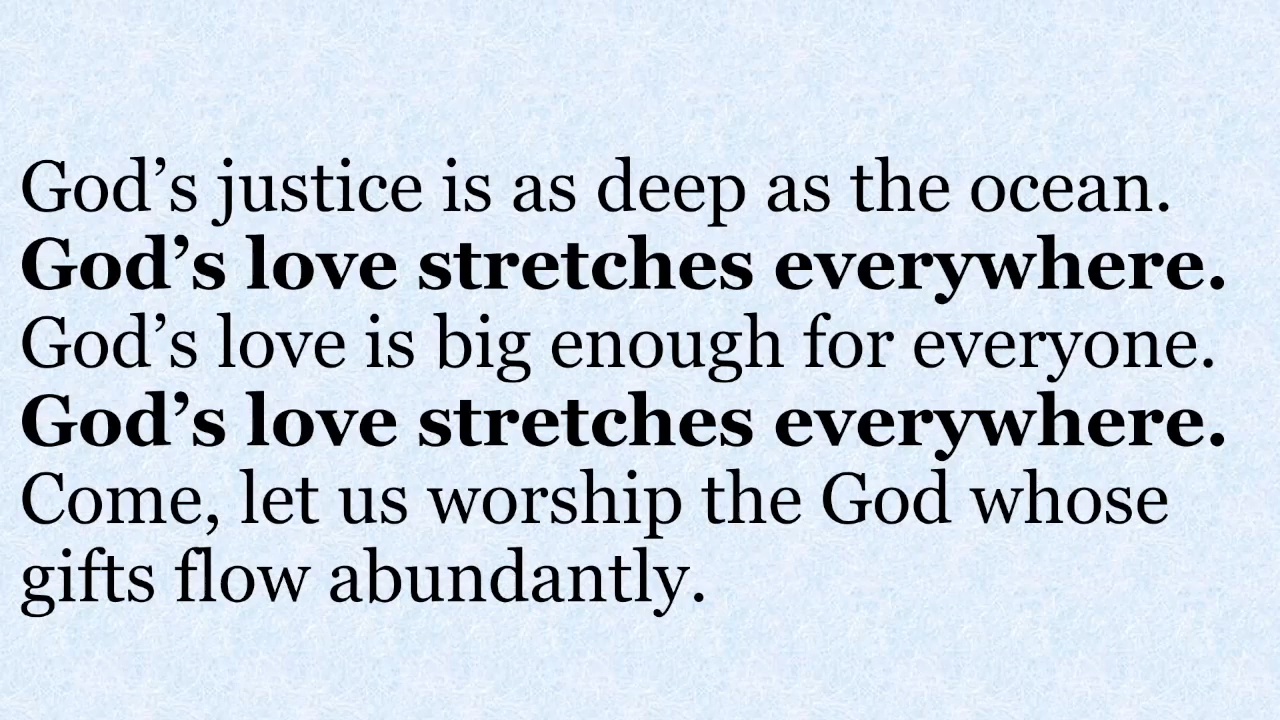 God’s justice is as deep as the ocean.
God’s love stretches everywhere.
God’s love is big enough for everyone.
God’s love stretches everywhere.
Come, let us worship the God whose
gifts flow abundantly.